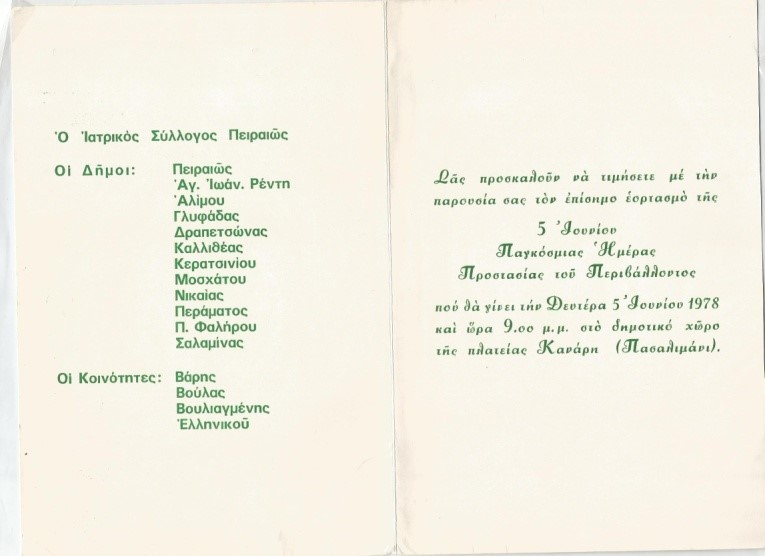 Ὁ Ἰατρικὸς Σύλλογος Πειραιῶς
Οἱ Δῆμοι: Πειραιῶς
Ἁγ. Ἰωάν. Ρέντη
Ἁλίμου
Γλυφάδας
Δραπετσώνας
Καλλιθέας
Κερατσινίου
Μοσχάτου
Νικαίας
Περάματος
Π. Φαλήρου
Σαλαμίνας
Οἱ Κοινότητες: Βάρης
Βούλας
Βουλιαγμένης
Ἑλληνικοῦ
Σᾶς προσκαλοῦν νὰ τιμήσετε μὲ τὴν
παρουσία σας τὸν ἐπίσημο ἑορτασμὸ τῆς
5 Ἰουνίου
Παγκόσμιας Ἡμέρας
Προστασίας τοῦ Περιβάλλοντος
ποὺ θὰ γίνει τὴν Δευτέρα 5 Ἰουνίου 1978
καὶ ὥρα 9.00 μ.μ. στὸ δημοτικὸ χῶρο
τῆς πλατείας Κανάρη (Πασαλιμάνι).